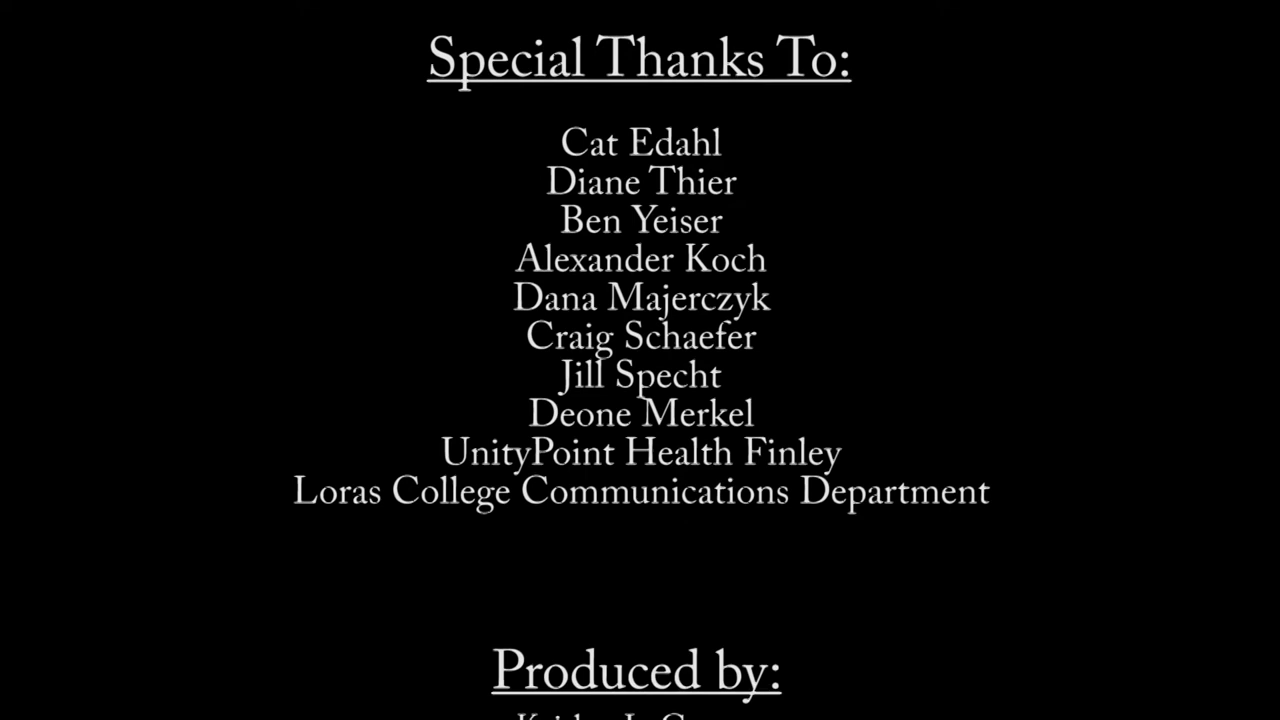 Special Thanks To:
Cat Edahl
Diane Thier
Ben Yeiser
Alexander Koch
Dana Majerczyk
Craig Schaefer
Jill Specht
Deone Merkel
UnityPoint Health Finley
Loras College Communications Department
Produced by: